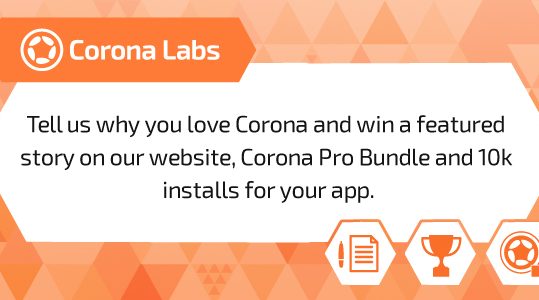 Corona Labs
Tell us why you love Corona and win a featured
story on our website, Corona Pro Bundle and 10k
installs for your app.